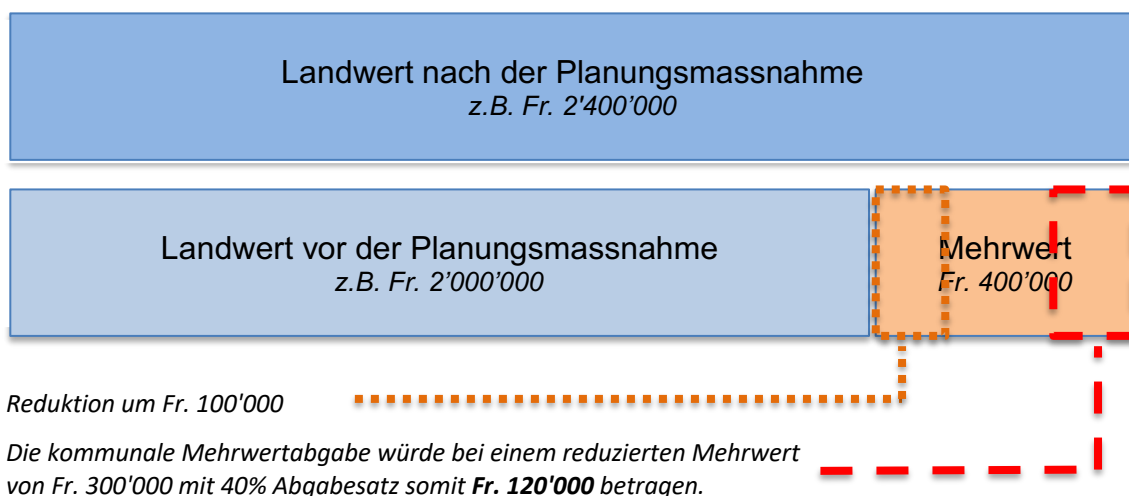 Landwert nach der Planungsmassnahme
z.B. Fr. 2'400’000
Landwert vor der Planungsmassnahme
z.B. Fr. 2’000’000
Mehrwert
Fr. 400’000
Reduktion um Fr. 100'000
Die kommunale Mehrwertabgabe würde bei einem reduzierten Mehrwert
von Fr. 300'000 mit 40% Abgabesatz somit Fr. 120'000 betragen.